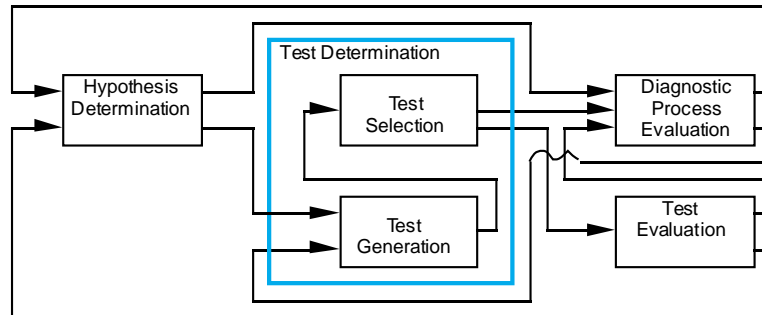 Test Determination
Hypothesis
Determination
Test
Selection
Diagnostic
Process
Evaluation
Test
Generation
Test
Evaluation